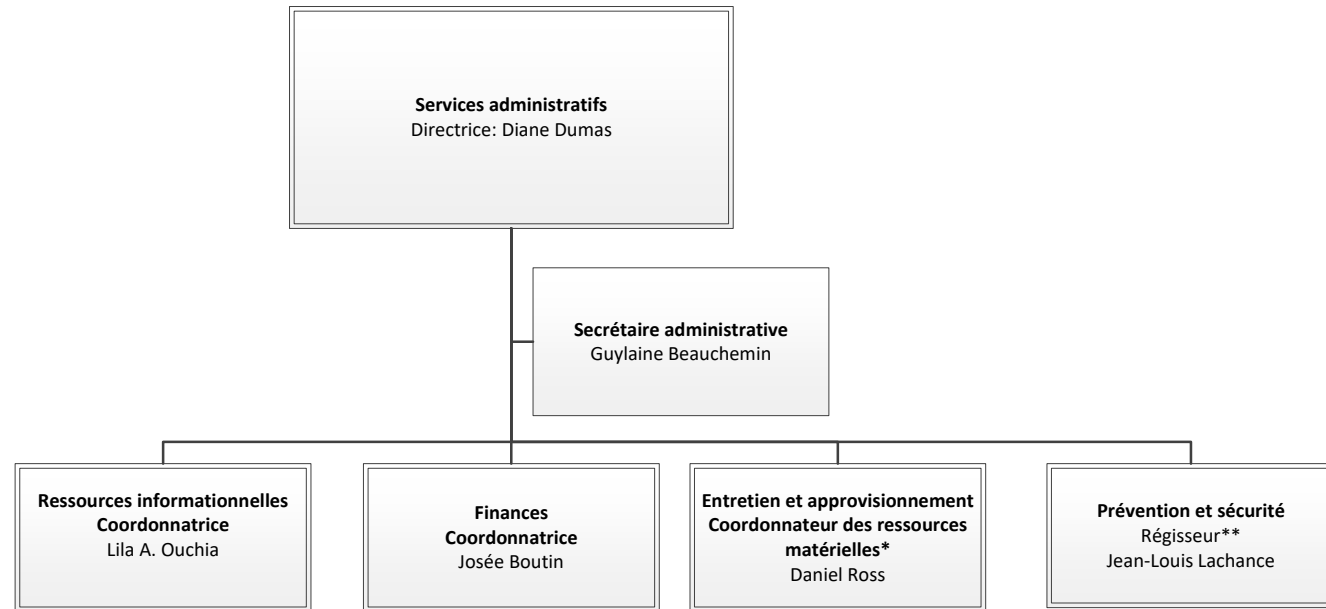 Services administratifs
Directrice: Diane Dumas
Secrétaire administrative
Guylaine Beauchemin
Ressources informationnelles
Coordonnatrice
Lila A. Ouchia
Finances
Coordonnatrice
Josée Boutin
Entretien et approvisionnement
Coordonnateur des ressources
matérielles*
Daniel Ross
Prévention et sécurité
Régisseur**
Jean-Louis Lachance